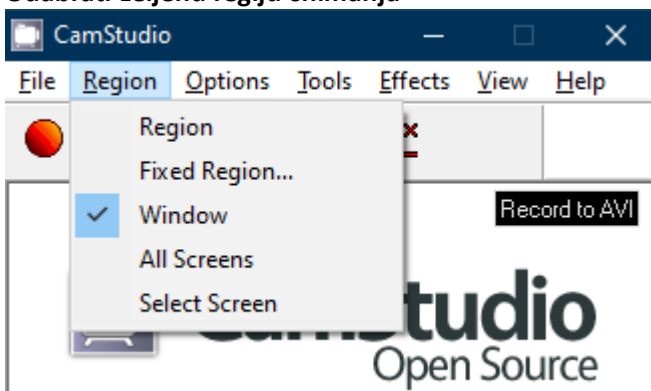 CamStudio
File Region Options Tools Effects View Help
Region
Fixed Region...
Window
Record to AVI
All Screens
Select Screen
Open Source